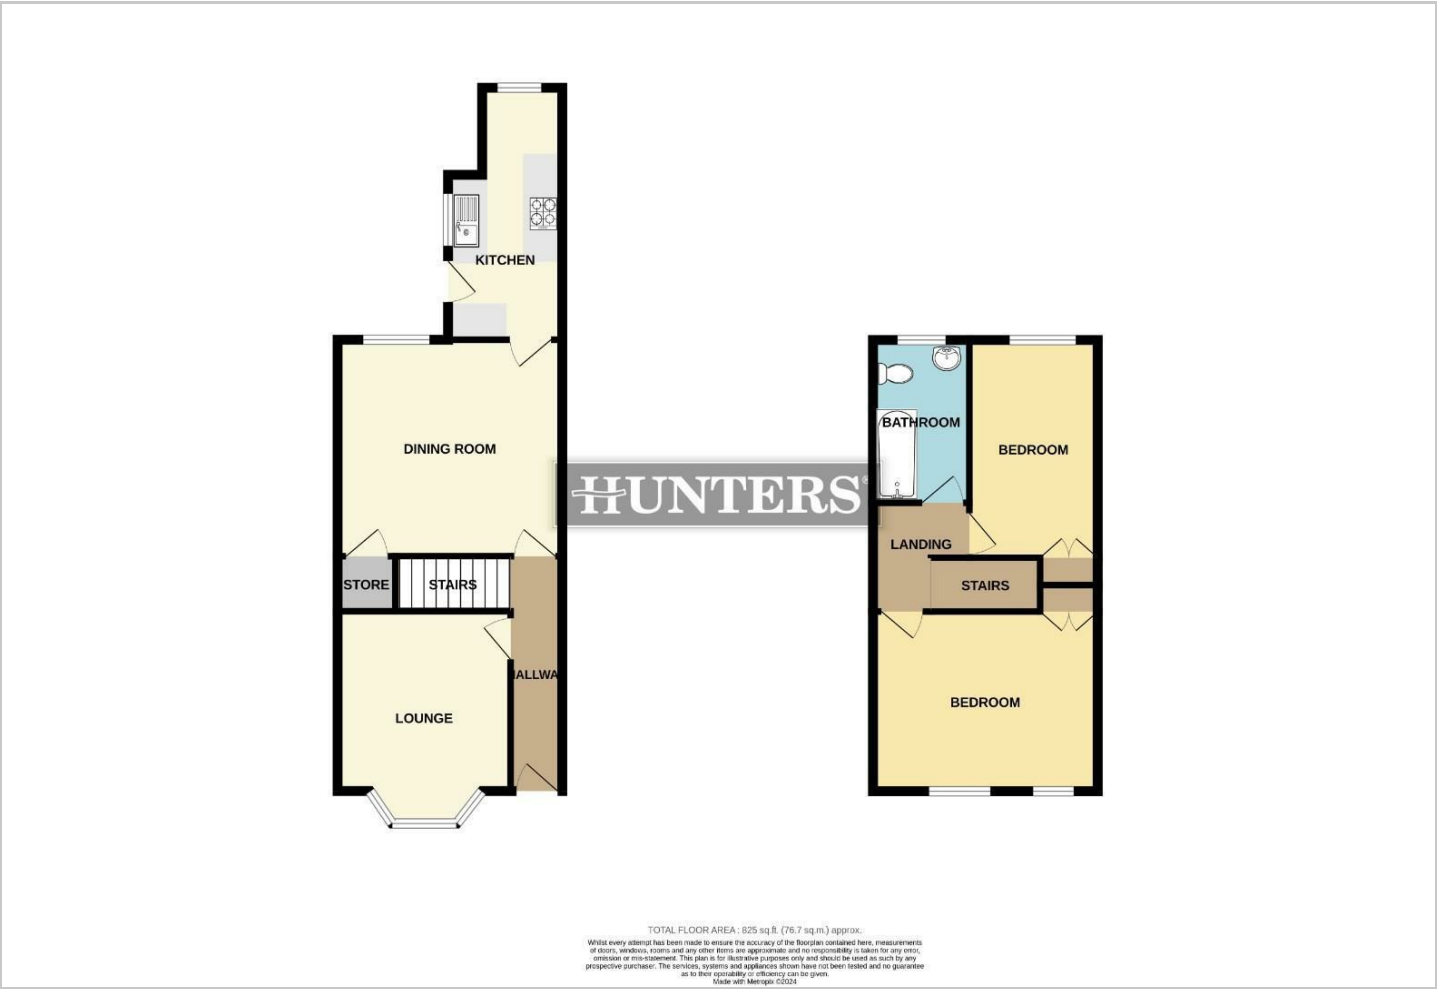 KITCHEN
DINING ROOM
STORE
STAIRS
HALLWA
LOUNGE
HUNTERS®
BATHROOM
BEDROOM
LANDING
STAIRS
BEDROOM
TOTAL FLOOR AREA : 825 sq.ft. (76.7 sq.m.) approx.
Whilst every attempt has been made to ensure the accuracy of the floorplan contained here, measurements
of doors, windows, rooms and any other items are approximate and no responsibility is taken for any error,
omission or mis-statement. This plan is for illustrative purposes only and should be used as such by any
prospective purchaser. The services, systems and appliances shown have not been tested and no guarantee
as to their operability or efficiency can be given.
Made with Metropix ©2024